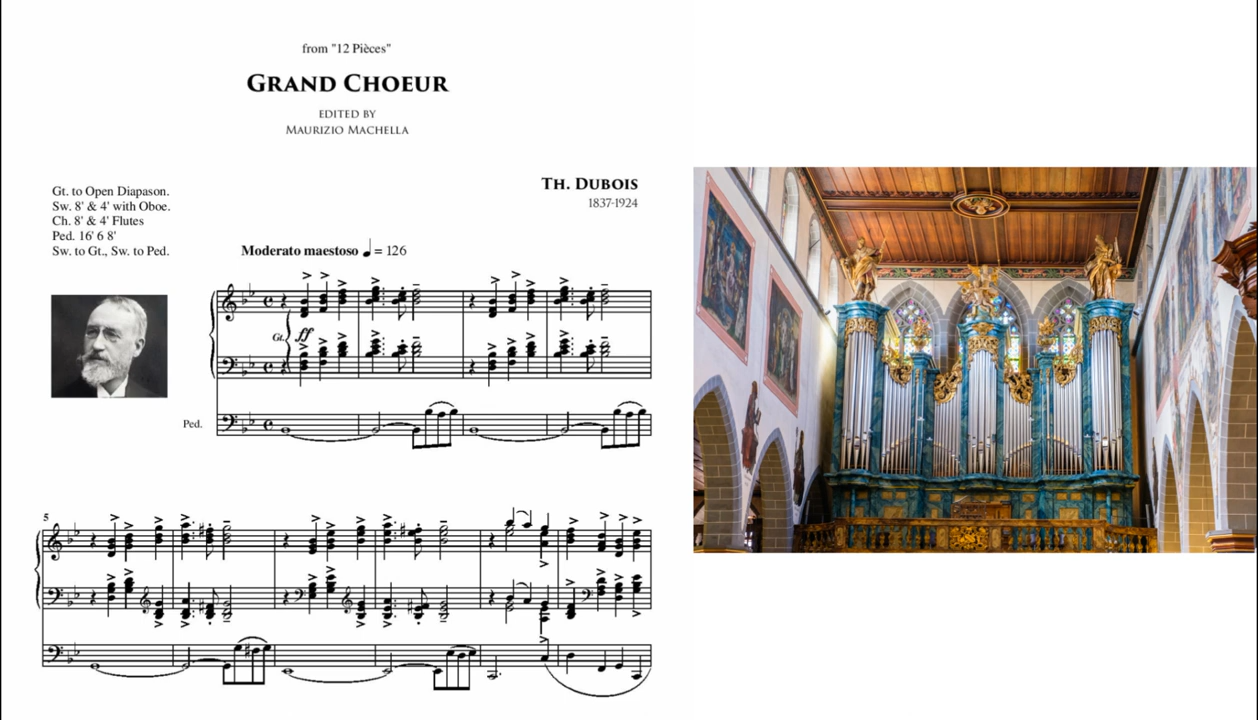 from "12 Pièces"
GRAND CHOEUR
EDITED BY
MAURIZIO MACHELLA
TH. DUBOIS
1837-1924
Gt. to Open Diapason.
Sw. 8' & 4' with Oboe.
Ch. 8' & 4' Flutes
Ped. 16' 6 8'
Sw. to Gt., Sw. to Ped.
Moderato maestoso ♩ = 126
Gt. ff
Ped.
5